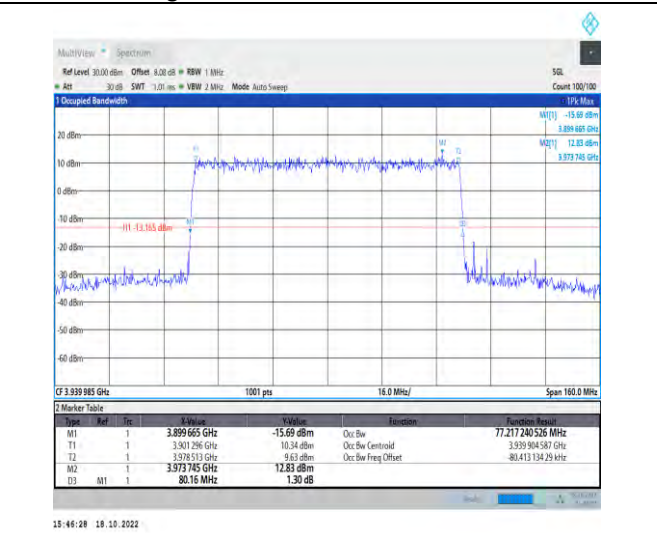 MultiView Spectrum
Ref Level 30.00 dBm Offset 8.08 dB RBW 1 MHz SGL
Att 30 dB SWT 1.01 ms VBW 2 MHz Mode Auto Sweep Count 100/100
1 Occupied Bandwidth 1Pk Max
M1[1] -15.69 dBm
3.899 665 GHz
M2[1] 12.83 dBm
3.973 745 GHz
20 dBm
M2
T1 T2
10 dBm
0 dBm
-10 dBm
M1 D3
H1 -13.165 dBm
-20 dBm
-30 dBm
-40 dBm
-50 dBm
-60 dBm
CF 3.939 985 GHz 1001 pts 16.0 MHz/ Span 160.0 MHz
2 Marker Table
Type Ref Trc X-Value Y-Value Function Function Result
M1 1 3.899 665 GHz -15.69 dBm Occ Bw 77.217 240 526 MHz
T1 1 3.901 296 GHz 10.34 dBm Occ Bw Centroid 3.939 904 587 GHz
T2 1 3.978 513 GHz 9.63 dBm Occ Bw Freq Offset -80.413 134 29 kHz
M2 1 3.973 745 GHz 12.83 dBm
D3 M1 1 80.16 MHz 1.30 dB
15:46:28 18.10.2022